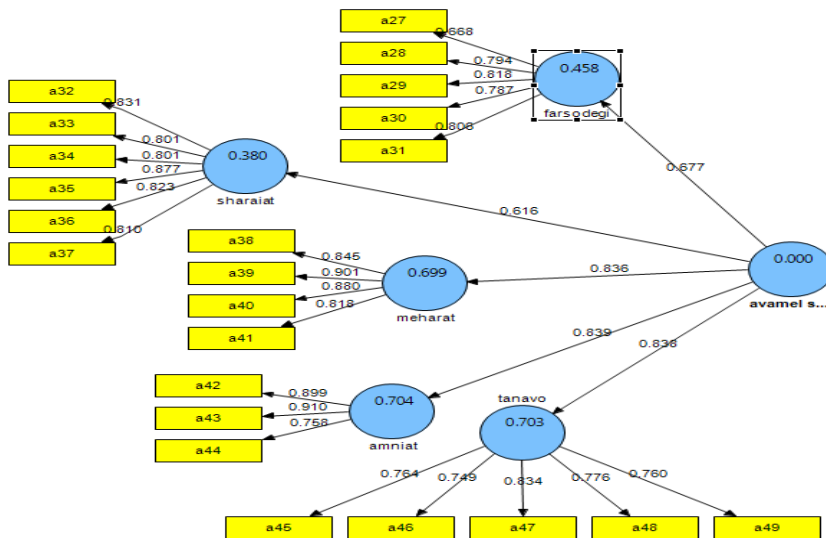 a27
a28
a29
a30
a31
0.668
0.794
0.818
0.787
0.808
0.458
farsodegi
a32
a33
a34
a35
a36
a37
0.831
0.801
0.801
0.877
0.823
0.810
0.380
sharaiat
0.677
0.616
a38
a39
a40
a41
0.845
0.901
0.880
0.818
0.699
meharat
0.836
0.000
avamel s...
0.839
0.838
a42
a43
a44
0.899
0.910
0.758
0.704
amniat
tanavo
0.703
0.764
0.749
0.834
0.776
0.760
a45
a46
a47
a48
a49